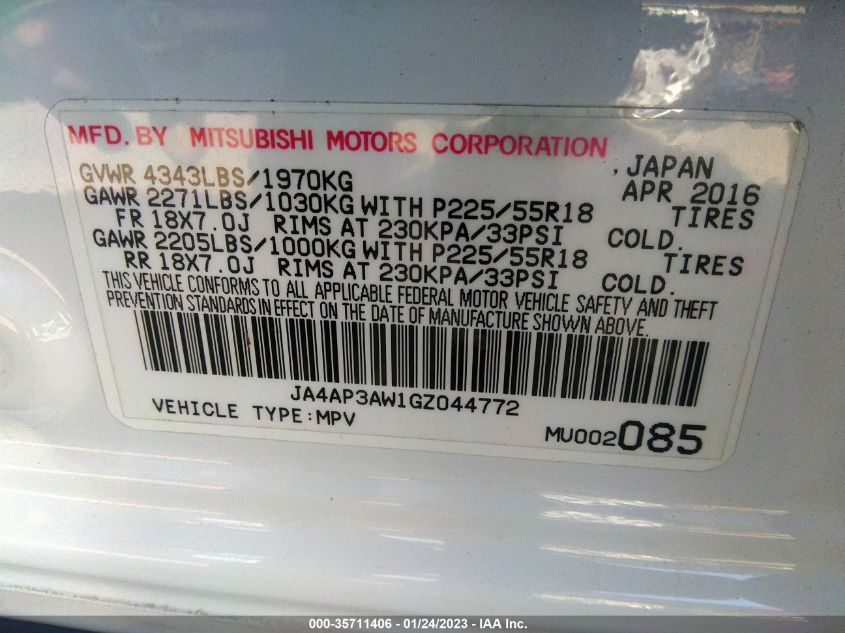 MFD. BY MITSUBISHI MOTORS CORPORATION , JAPAN
GVWR 4343LBS/1970KG APR 2016
GAWR 2271LBS/1030KG WITH P225/55R18 TIRES
FR 18X7.0J RIMS AT 230KPA/33PSI COLD.
GAWR 2205LBS/1000KG WITH P225/55R18 TIRES
RR 18X7.0J RIMS AT 230KPA/33PSI COLD.
THIS VEHICLE CONFORMS TO ALL APPLICABLE FEDERAL MOTOR VEHICLE SAFETY AND THEFT
PREVENTION STANDARDS IN EFFECT ON THE DATE OF MANUFACTURE SHOWN ABOVE.
JA4AP3AW1GZ044772
VEHICLE TYPE:MPV
MU002085
000-35711406 - 01/24/2023 - IAA Inc.